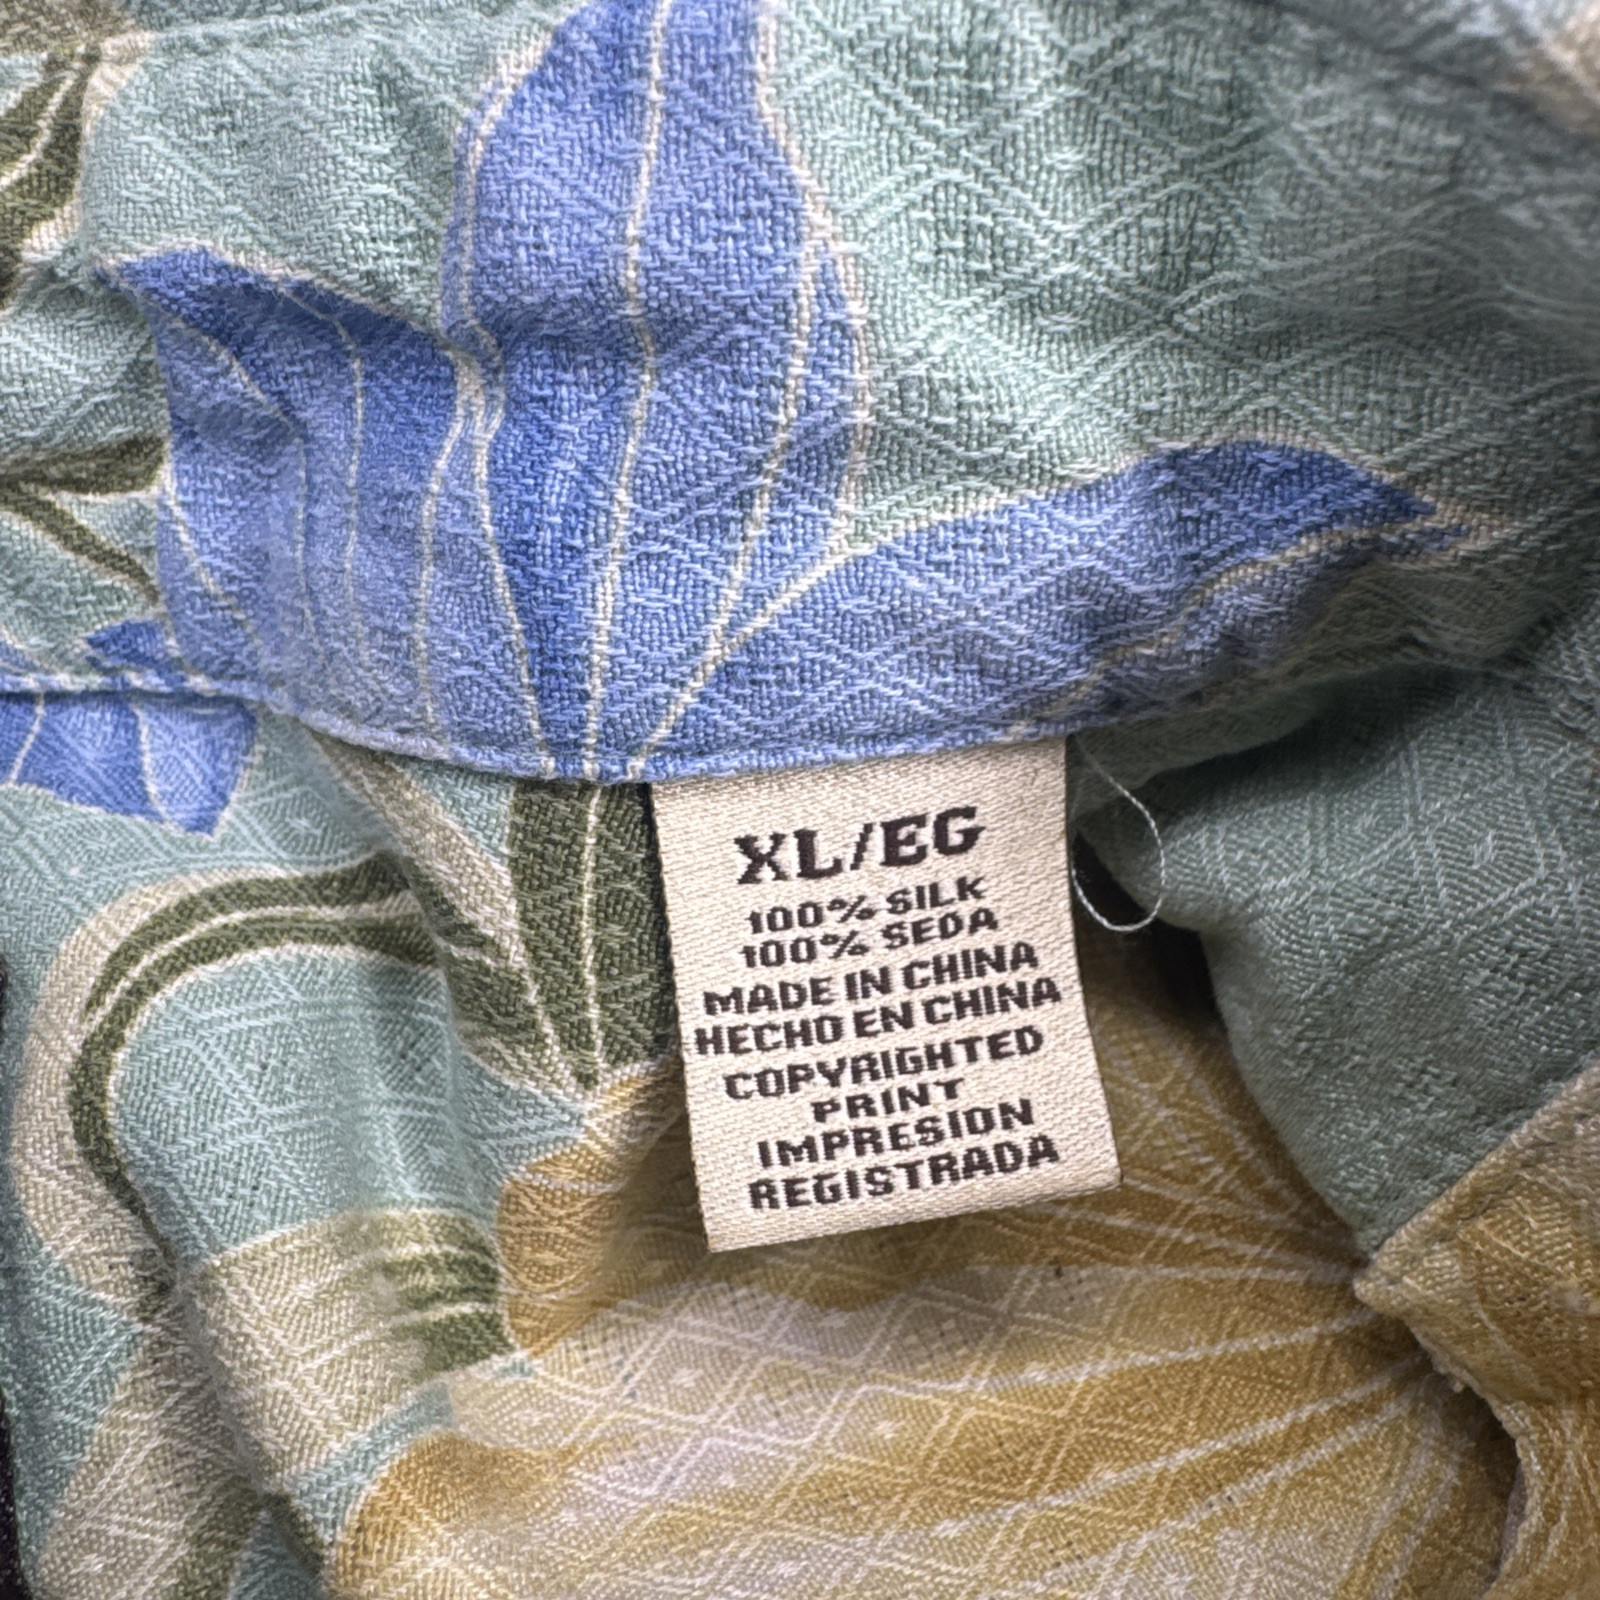 XL/EG
100% SILK
100% SEDA
MADE IN CHINA
HECHO EN CHINA
COPYRIGHTED
PRINT
IMPRESION
REGISTRADA